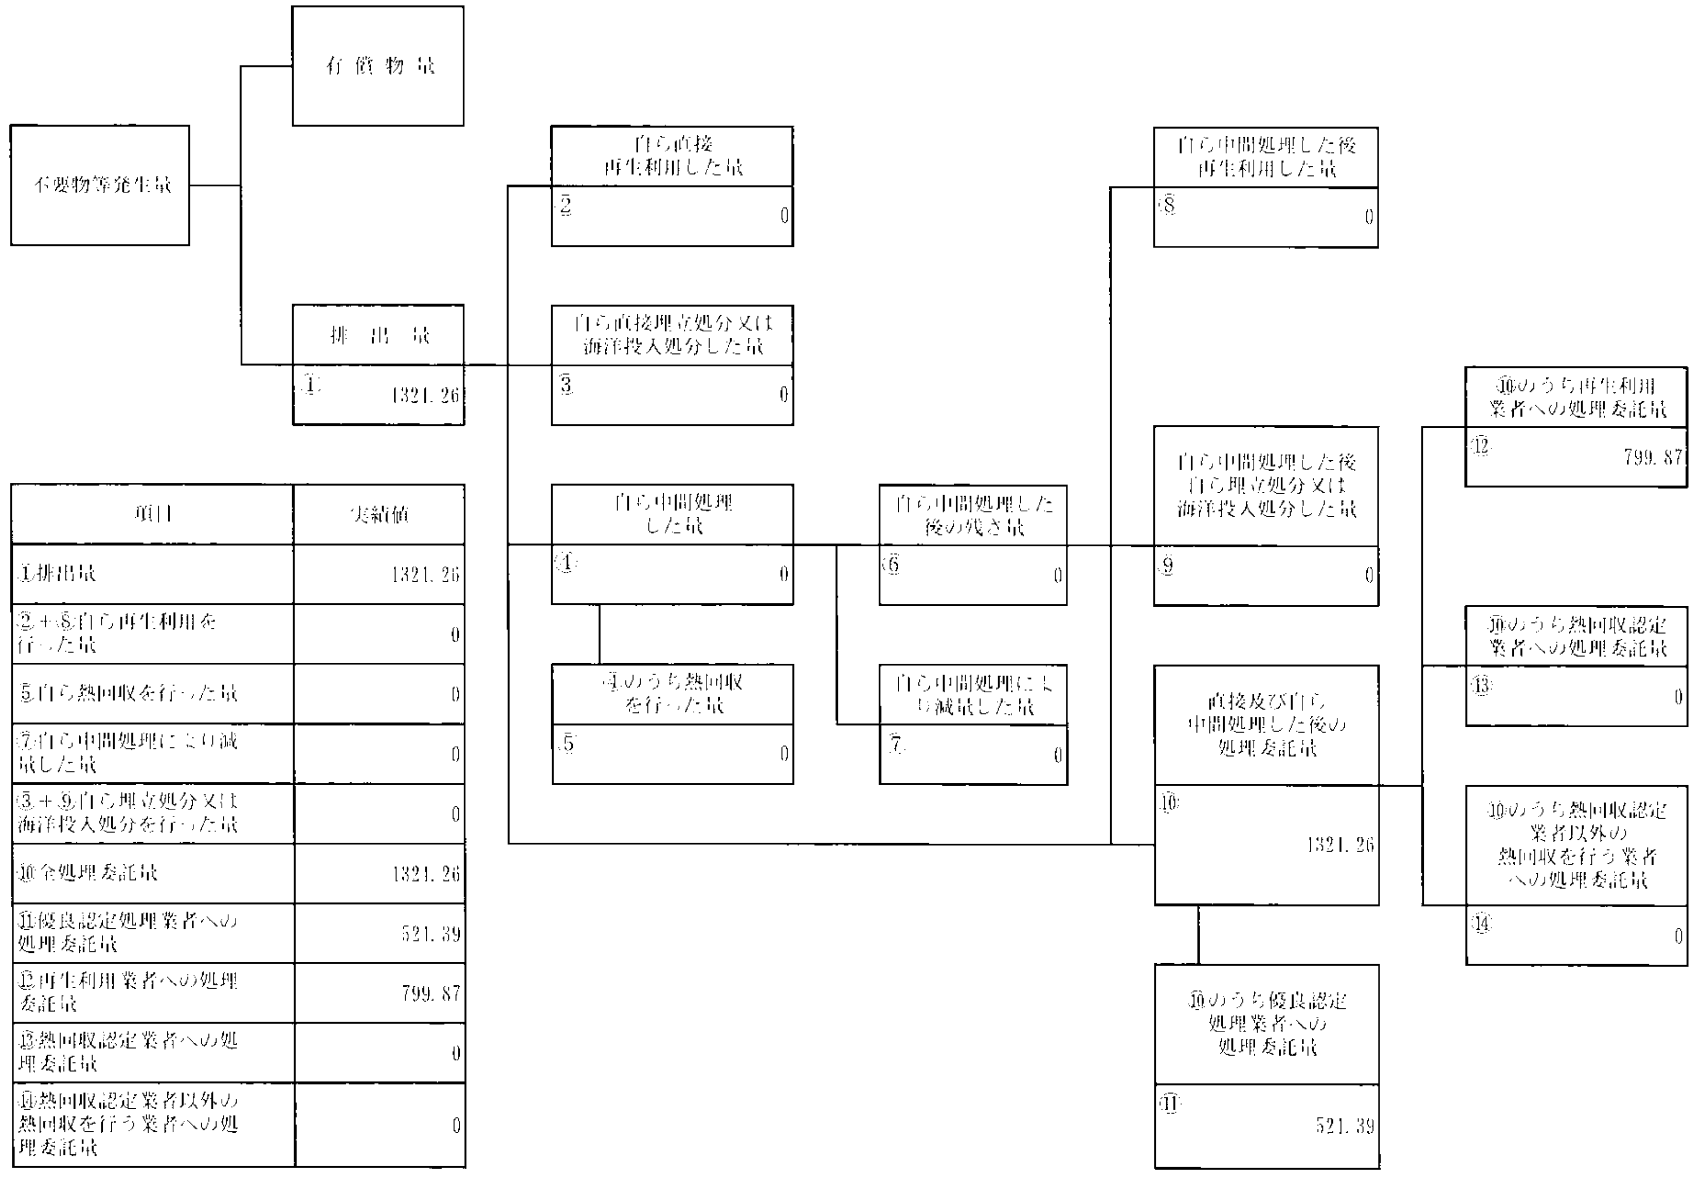 有償物量
不要物等発生量
排出量
①
1321.26
自ら直接
再生利用した量
②
0
自ら直接埋立処分又は
海洋投入処分した量
③
0
自ら中間処理
した量
④
0
④のうち熱回収
を行った量
⑤
0
自ら中間処理した
後の残さ量
⑥
0
自ら中間処理によ
り減量した量
⑦
0
自ら中間処理した後
再生利用した量
⑧
0
自ら中間処理した後
自ら埋立処分又は
海洋投入処分した量
⑨
0
直接及び自ら
中間処理した後の
処理委託量
⑩
1321.26
⑩のうち優良認定
処理業者への
処理委託量
⑪
521.39
⑩のうち再生利用
業者への処理委託量
⑫
799.87
⑩のうち熱回収認定
業者への処理委託量
⑬
0
⑩のうち熱回収認定
業者以外の
熱回収を行う業者
への処理委託量
⑭
0
項目 実績値
①排出量 1321.26
②+⑧自ら再生利用を
行った量 0
⑤自ら熱回収を行った量 0
⑦自ら中間処理により減
量した量 0
③+⑨自ら埋立処分又は
海洋投入処分を行った量 0
⑩全処理委託量 1321.26
⑪優良認定処理業者への
処理委託量 521.39
⑫再生利用業者への処理
委託量 799.87
⑬熱回収認定業者への処
理委託量 0
⑭熱回収認定業者以外の
熱回収を行う業者への処
理委託量 0